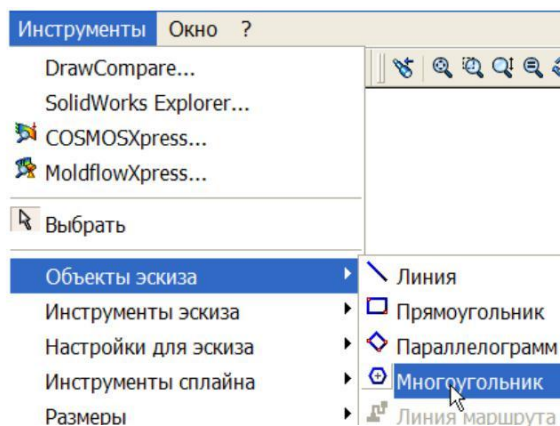 Инструменты Окно ?
DrawCompare...
SolidWorks Explorer...
COSMOSXpress...
MoldflowXpress...
Выбрать
Объекты эскиза
Инструменты эскиза
Настройки для эскиза
Инструменты сплайна
Размеры
Линия
Прямоугольник
Параллелограмм
Многоугольник
Линия маршрута